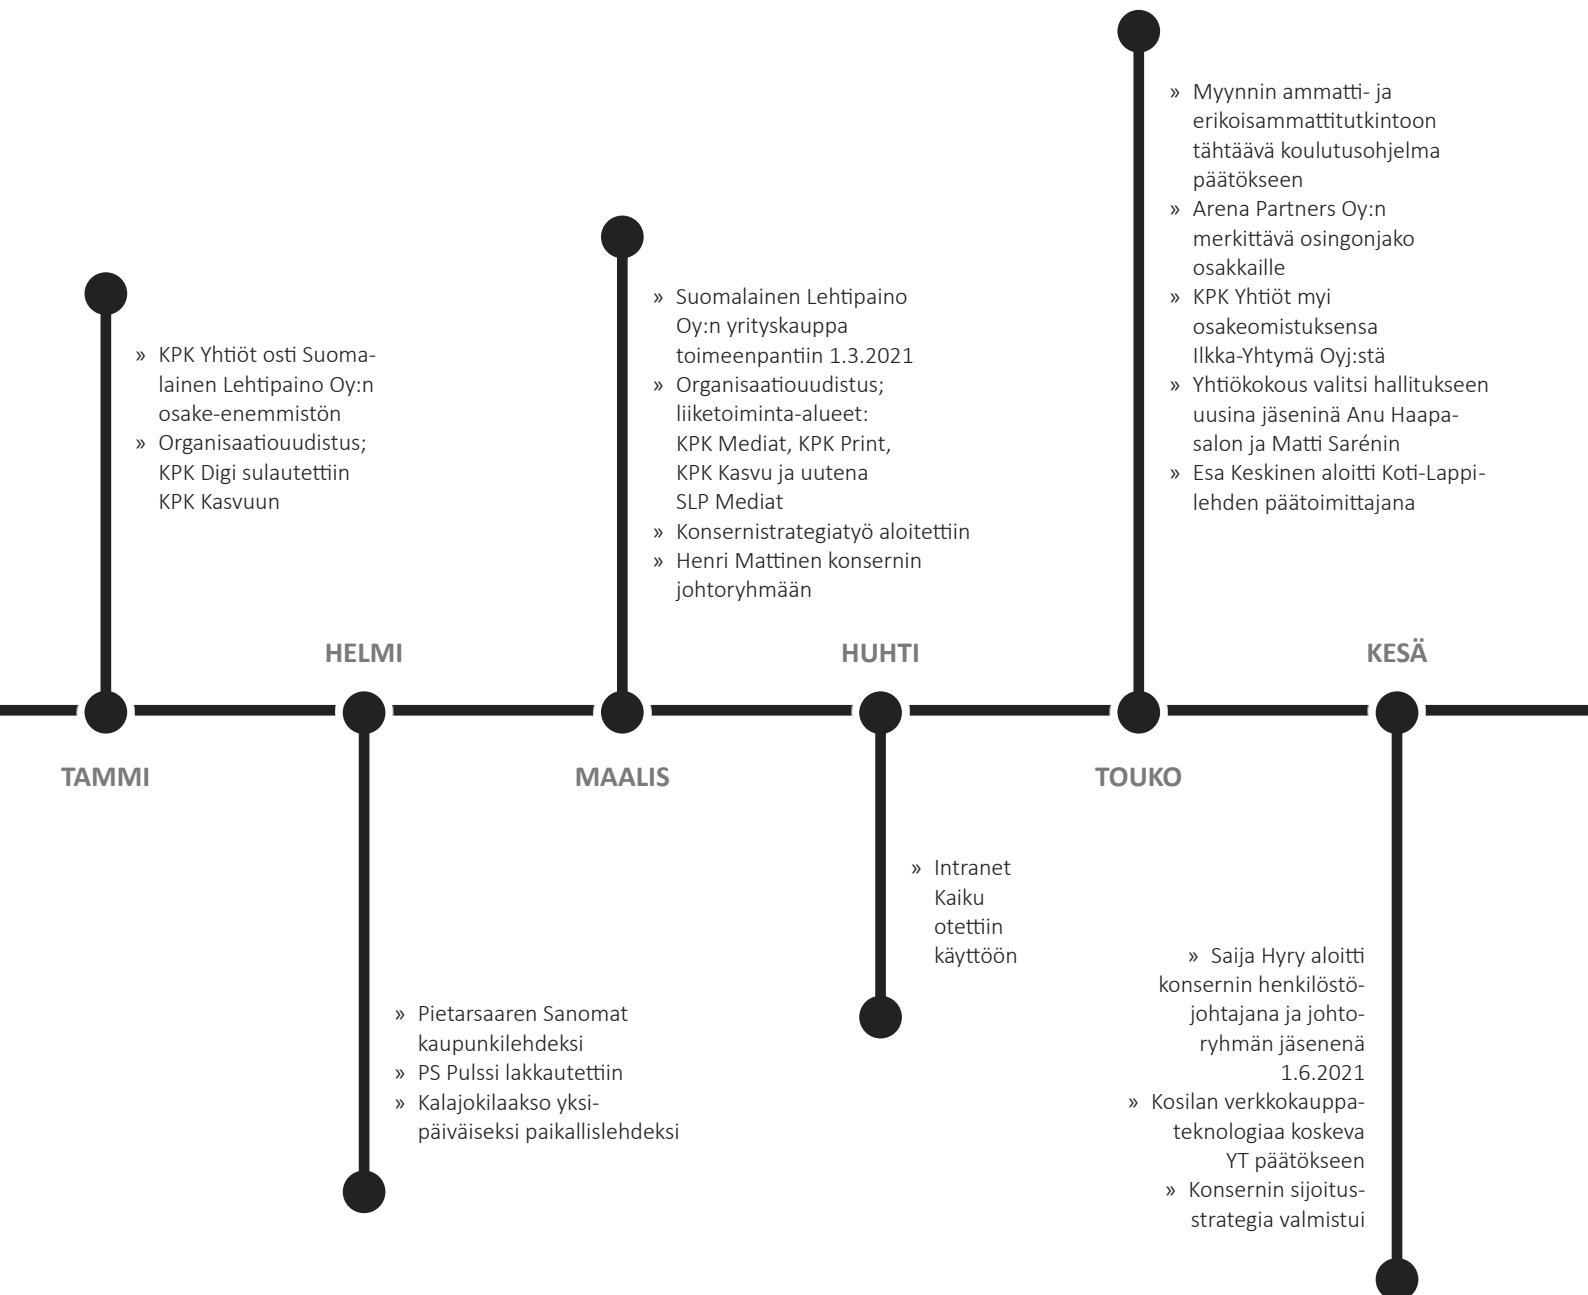 » Myynnin ammatti- ja
erikoisammattitutkintoon
tähtäävä koulutusohjelma
päätökseen
» Arena Partners Oy:n
merkittävä osingonjako
osakkaille
» KPK Yhtiöt myi
osakeomistuksensa
Ilkka-Yhtymä Oyj:stä
» Yhtiökokous valitsi hallitukseen
uusina jäseninä Anu Haapa-
salon ja Matti Sarénin
» Esa Keskinen aloitti Koti-Lappi-
lehden päätoimittajana
» Suomalainen Lehtipaino
Oy:n yrityskauppa
toimeenpantiin 1.3.2021
» Organisaatiouudistus;
liiketoiminta-alueet:
KPK Mediat, KPK Print,
KPK Kasvu ja uutena
SLP Mediat
» Konsernistrategiatyö aloitettiin
» Henri Mattinen konsernin
johtoryhmään
» KPK Yhtiöt osti Suoma-
lainen Lehtipaino Oy:n
osake-enemmistön
» Organisaatiouudistus;
KPK Digi sulautettiin
KPK Kasvuun
HELMI
HUHTI
KESÄ
TAMMI
MAALIS
TOUKO
» Intranet
Kaiku
otettiin
käyttöön
» Pietarsaaren Sanomat
kaupunkilehdeksi
» PS Pulssi lakkautettiin
» Kalajokilaakso yksi-
päiväiseksi paikallislehdeksi
» Saija Hyry aloitti
konsernin henkilöstö-
johtajana ja johto-
ryhmän jäsenenä
1.6.2021
» Kosilan verkkokauppa-
teknologiaa koskeva
YT päätökseen
» Konsernin sijoitus-
strategia valmistui